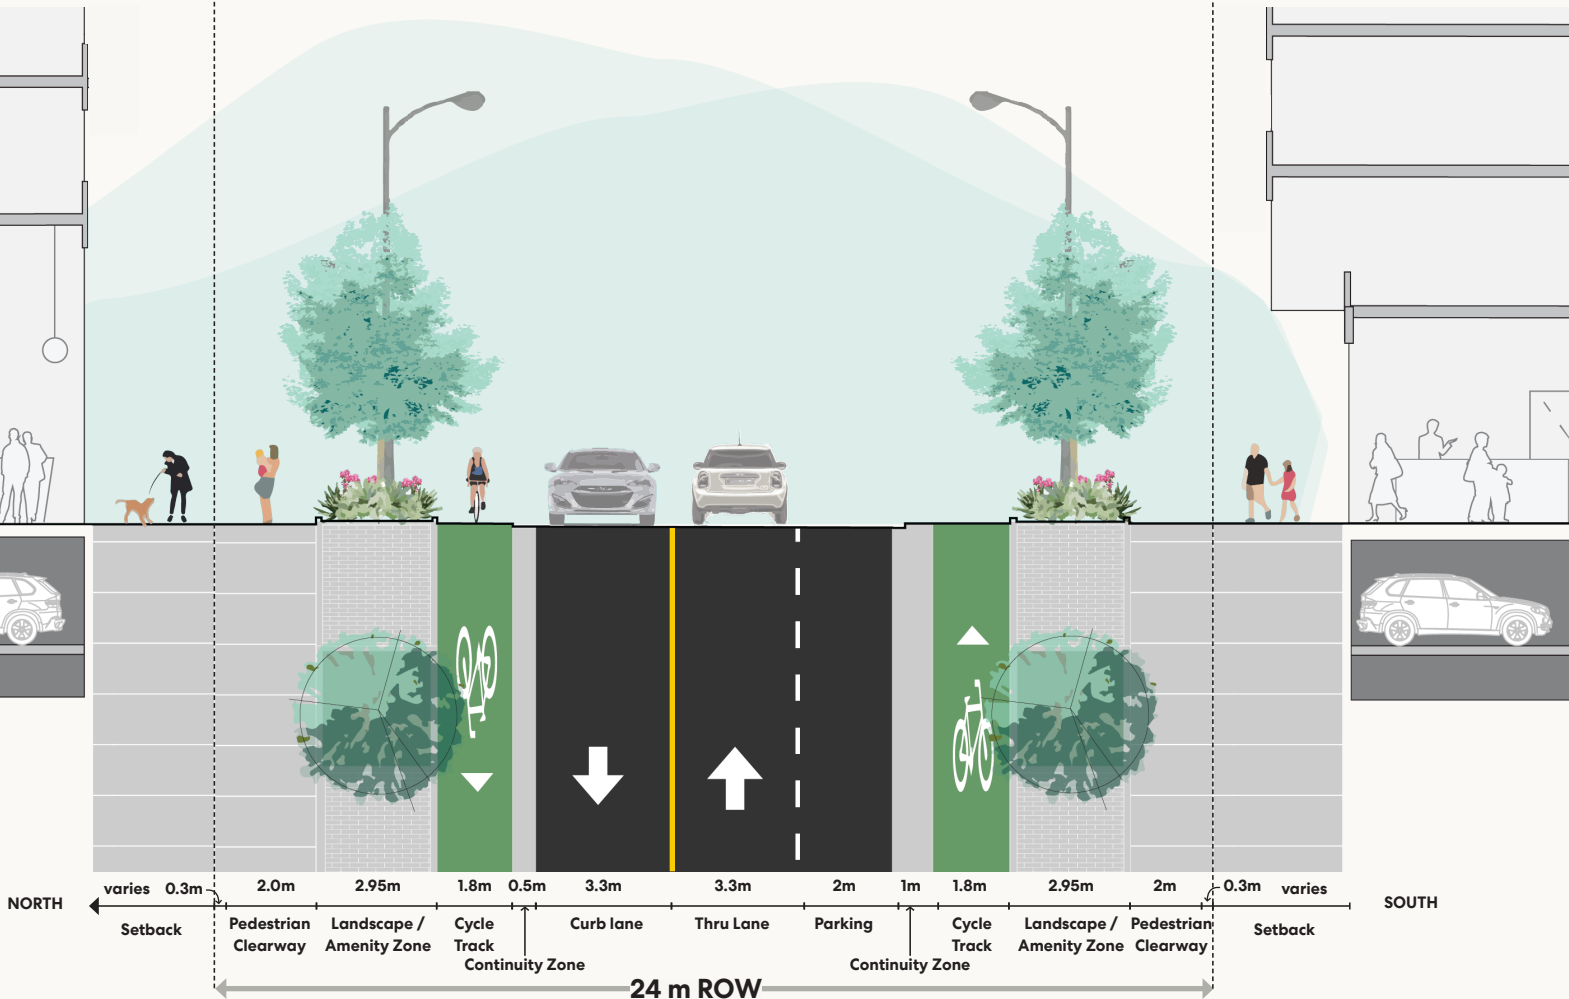 varies 0.3m 2.0m 2.95m 1.8m 0.5m 3.3m 3.3m 2m 1m 1.8m 2.95m 2m 0.3m varies
NORTH SOUTH
Setback Pedestrian Landscape / Cycle Curb lane Thru Lane Parking Cycle Landscape / Pedestrian Setback
Clearway Amenity Zone Track Track Amenity Zone Clearway
Continuity Zone Continuity Zone
24 m ROW